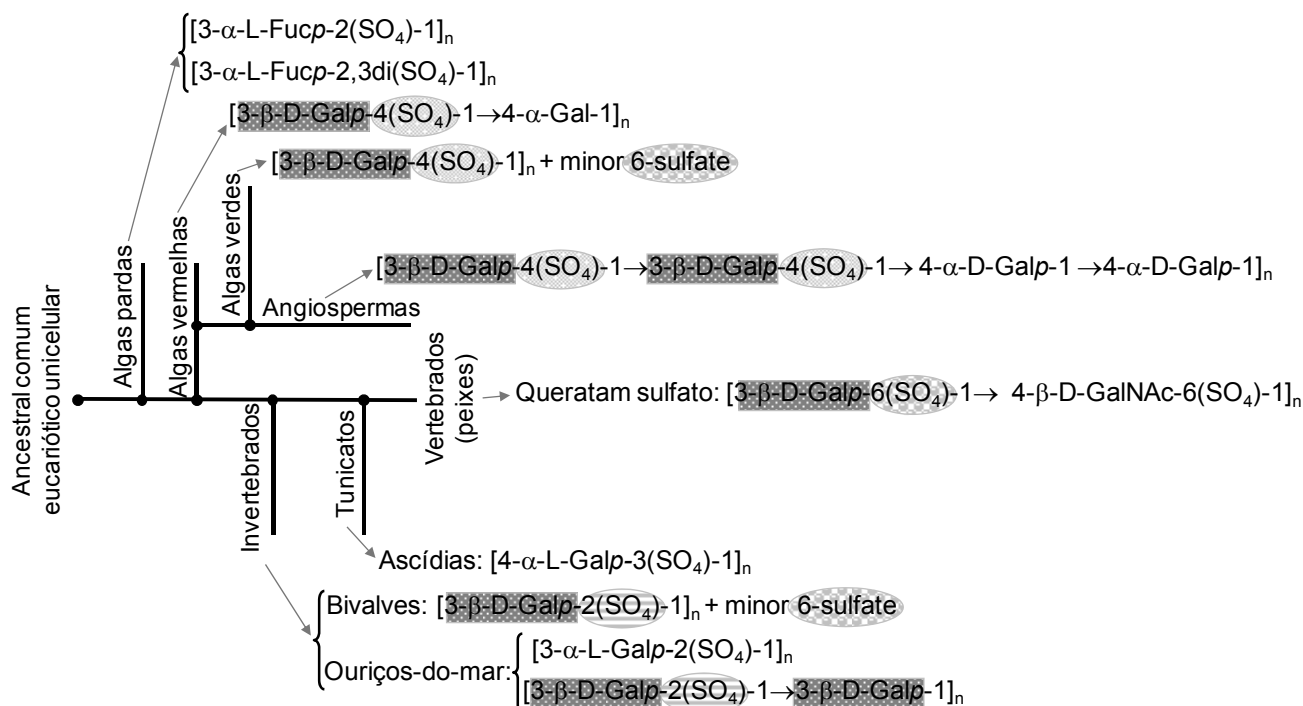 [3-α-L-Fucp-2(SO₄)-1]ₙ
[3-α-L-Fucp-2,3di(SO₄)-1]ₙ
[3-β-D-Galp-4(SO₄)-1→4-α-Gal-1]ₙ
[3-β-D-Galp-4(SO₄)-1]ₙ + minor 6-sulfate
[3-β-D-Galp-4(SO₄)-1→3-β-D-Galp-4(SO₄)-1→ 4-α-D-Galp-1 →4-α-D-Galp-1]ₙ
Algas pardas
Algas vermelhas
Algas verdes
Angiospermas
Ancestral comum
eucariótico unicelular
Vertebrados
(peixes)
Queratam sulfato: [3-β-D-Galp-6(SO₄)-1→ 4-β-D-GalNAc-6(SO₄)-1]ₙ
Invertebrados
Tunicatos
Ascídias: [4-α-L-Galp-3(SO₄)-1]ₙ
Bivalves: [3-β-D-Galp-2(SO₄)-1]ₙ + minor 6-sulfate
Ouriços-do-mar:
[3-α-L-Galp-2(SO₄)-1]ₙ
[3-β-D-Galp-2(SO₄)-1→3-β-D-Galp-1]ₙ